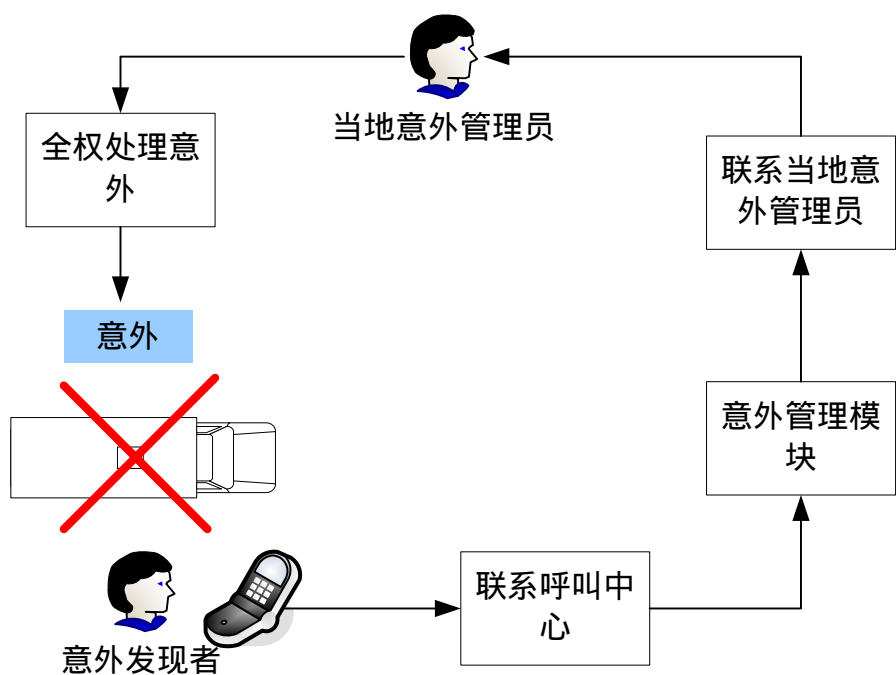 当地意外管理员
全权处理意
外
联系当地意
外管理员
意外
意外管理模
块
联系呼叫中
心
意外发现者